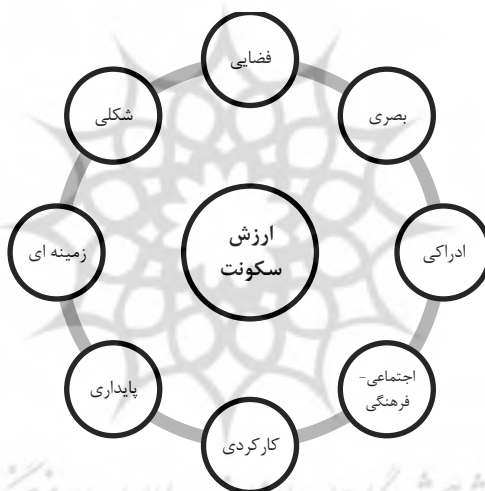 فضایی
بصری
ادراکی
اجتماعی-
فرهنگی
کارکردی
پایداری
زمینه ای
شکلی
ارزش
سکونت